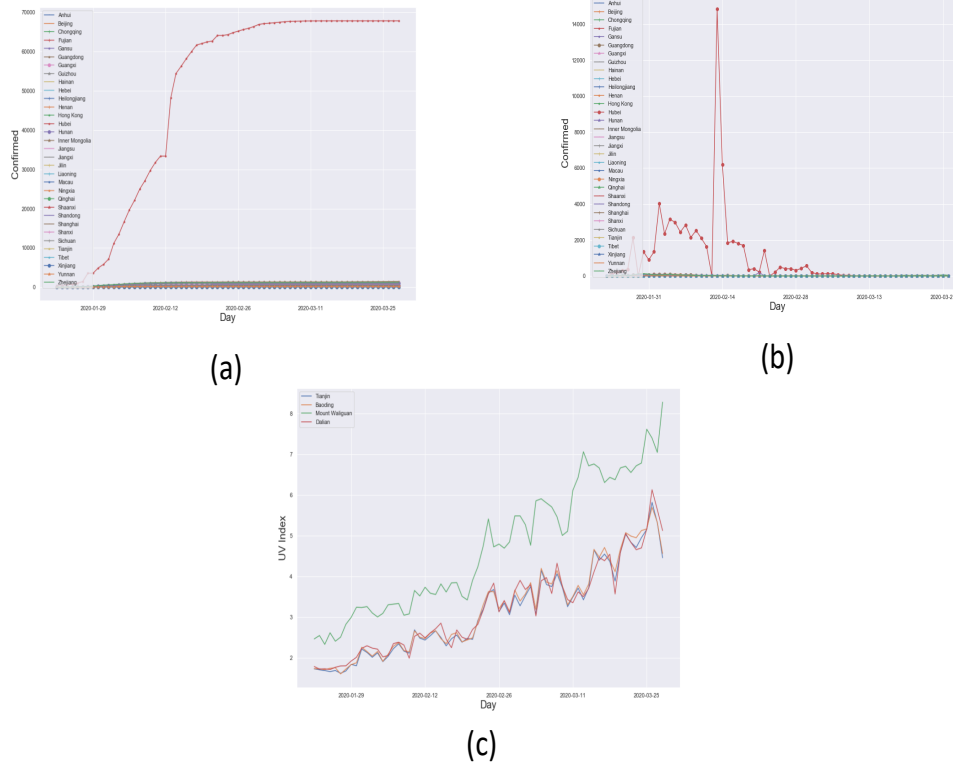 70000
60000
50000
40000
30000
20000
10000
0
Confirmed
Anhui
Beijing
Chongqing
Fujian
Gansu
Guangdong
Guangxi
Guizhou
Hainan
Hebei
Heilongjiang
Henan
Hong Kong
Hubei
Hunan
Inner Mongolia
Jiangsu
Jiangxi
Jilin
Liaoning
Macau
Ningxia
Qinghai
Shaanxi
Shandong
Shanghai
Shanxi
Sichuan
Tianjin
Tibet
Xinjiang
Yunnan
Zhejiang
2020-01-29 2020-02-12 2020-02-26 2020-03-11 2020-03-25
Day
(a)
14000
12000
10000
8000
6000
4000
2000
0
Confirmed
Anhui
Beijing
Chongqing
Fujian
Gansu
Guangdong
Guangxi
Guizhou
Hainan
Hebei
Heilongjiang
Henan
Hong Kong
Hubei
Hunan
Inner Mongolia
Jiangsu
Jiangxi
Jilin
Liaoning
Macau
Ningxia
Qinghai
Shaanxi
Shandong
Shanghai
Shanxi
Sichuan
Tianjin
Tibet
Xinjiang
Yunnan
Zhejiang
2020-01-31 2020-02-14 2020-02-28 2020-03-13
Day
(b)
8
7
6
5
4
3
2
UV Index
Tianjin
Baoding
Mount Waliguan
Dalian
2020-01-29 2020-02-12 2020-02-26 2020-03-11 2020-03-25
Day
(c)